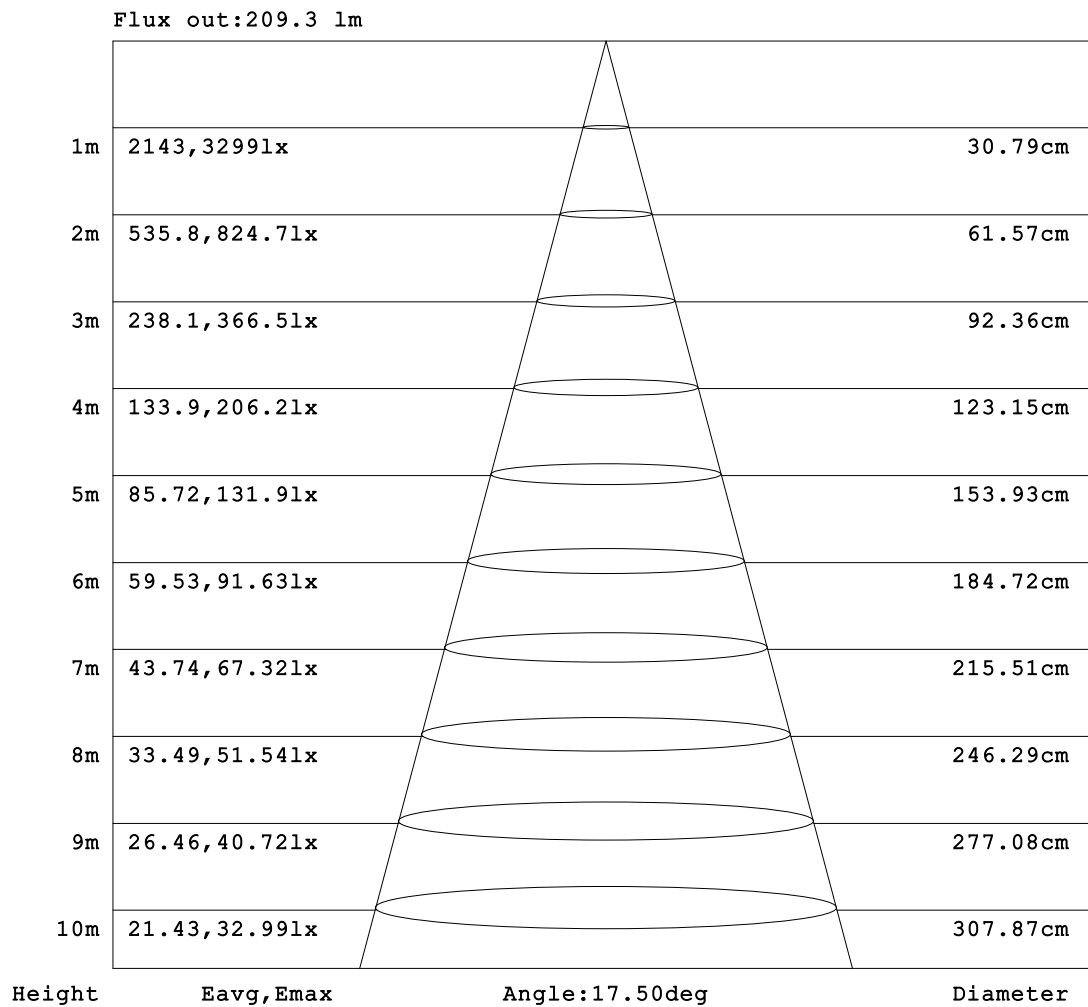 Flux out:209.3 lm
1m 2143,3299lx 30.79cm
2m 535.8,824.7lx 61.57cm
3m 238.1,366.5lx 92.36cm
4m 133.9,206.2lx 123.15cm
5m 85.72,131.9lx 153.93cm
6m 59.53,91.63lx 184.72cm
7m 43.74,67.32lx 215.51cm
8m 33.49,51.54lx 246.29cm
9m 26.46,40.72lx 277.08cm
10m 21.43,32.99lx 307.87cm
Height Eavg,Emax Angle:17.50deg Diameter